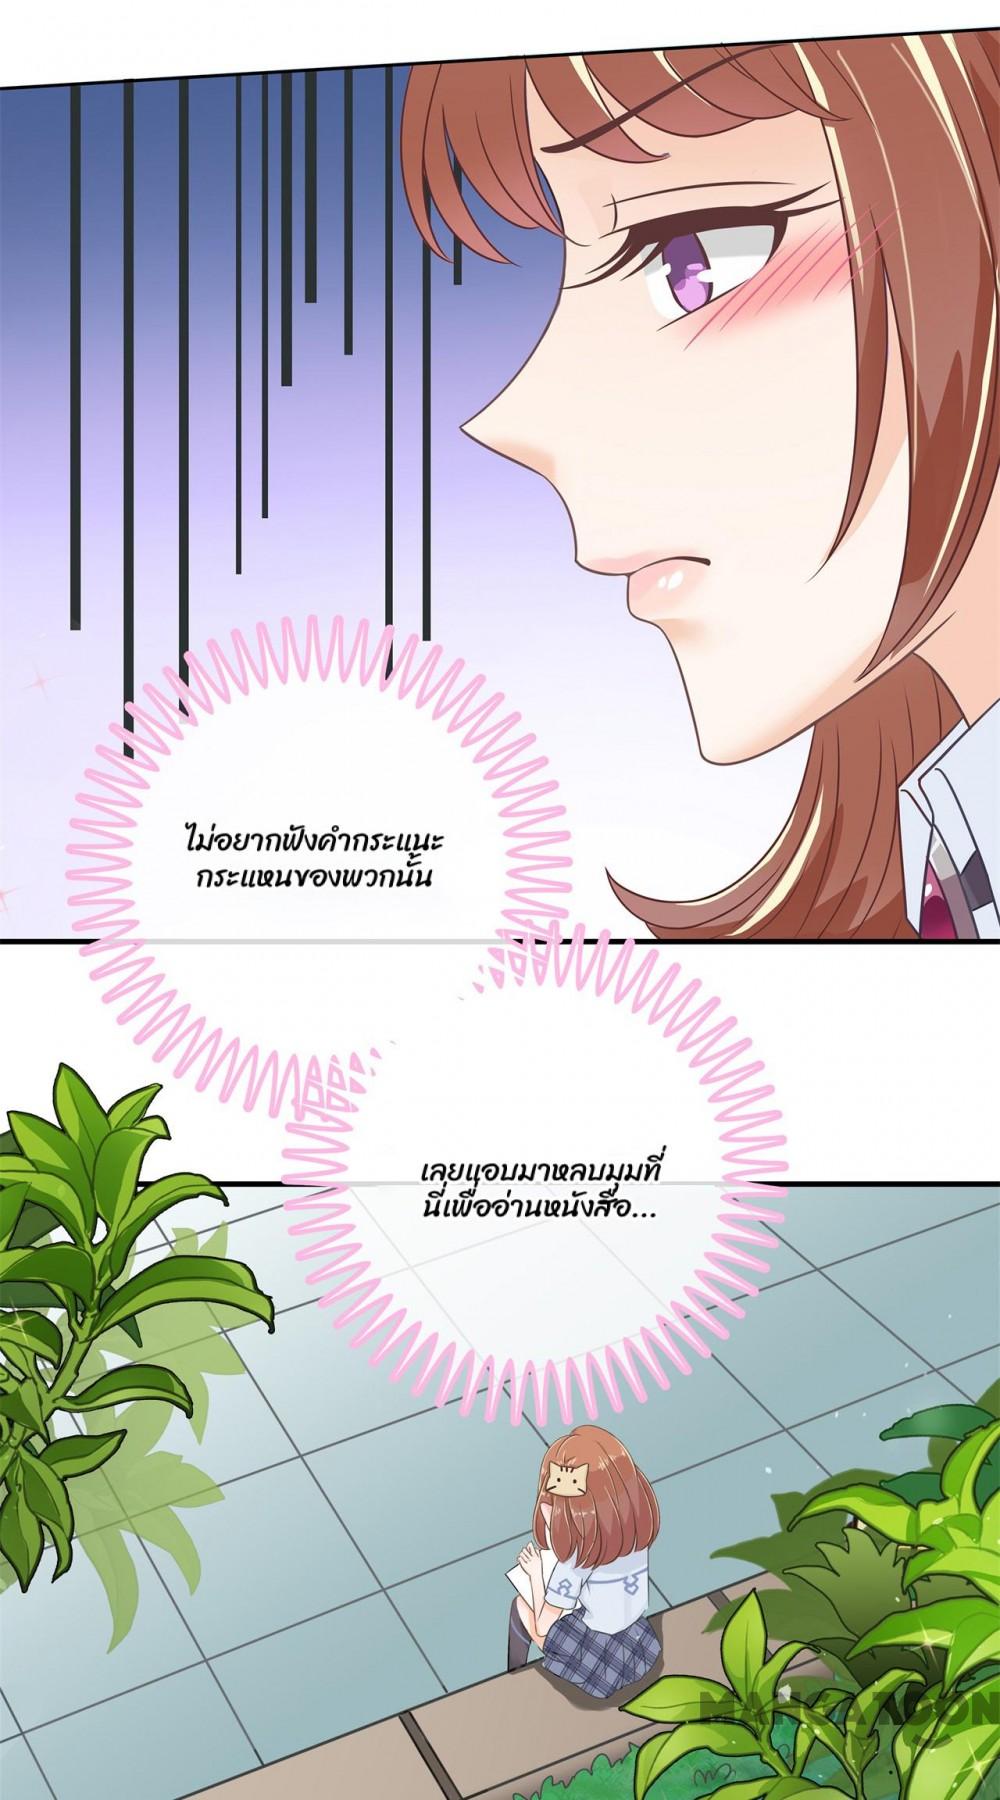 ไม่อยากฟังคำกระแนะ
กระแหนของพวกนั้น
เลยแอบมาหลบมุมที่
นี่เพื่ออ่านหนังสือ...
MANGA DON